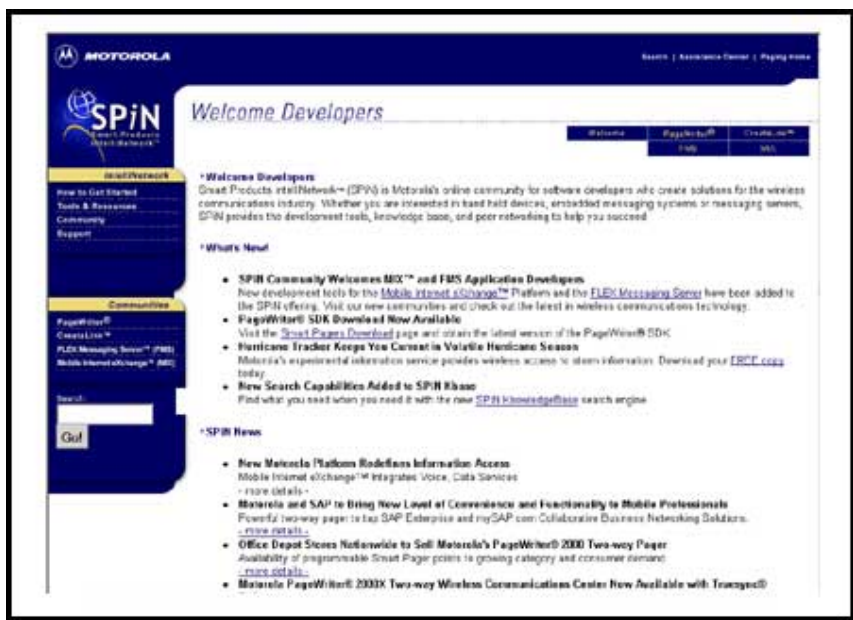 MOTOROLA
Search | Assistance Center | Paging Home
SPiN
Smart Products
intelliNetwork™
Welcome Developers
Welcome PageWriter® CreataLink™
FMS MIX
intelliNetwork
How to Get Started
Tools & Resources
Community
Support
Communities
PageWriter®
CreataLink™
FLEX Messaging Server™ (FMS)
Mobile Internet eXchange™ (MIX)
Search:
Go!
Welcome Developers
Smart Products intelliNetwork™ (SPiN) is Motorola's online community for software developers who create solutions for the wireless
communications industry. Whether you are interested in hand held devices, embedded messaging systems or messaging servers,
SPiN provides the development tools, knowledge base, and peer networking to help you succeed
What's New!
• SPiN Community Welcomes MIX™ and FMS Application Developers
New development tools for the Mobile Internet eXchange™ Platform and the FLEX Messaging Server have been added to
the SPiN offering. Visit our new communities and check out the latest in wireless communications technology.
• PageWriter® SDK Download Now Available
Visit the Smart Pagers Download page and obtain the latest version of the PageWriter® SDK
• Hurricane Tracker Keeps You Current in Volatile Hurricane Season
Motorola's experimental information service provides wireless access to storm information. Download your FREE copy
today.
• New Search Capabilities Added to SPiN Kbase
Find what you need when you need it with the new SPiN KnowledgeBase search engine
SPiN News
• New Motorola Platform Redefines Information Access
Mobile Internet eXchange™ Integrates Voice, Data Services
- more details -
• Motorola and SAP to Bring New Level of Convenience and Functionality to Mobile Professionals
Powerful two-way pager to tap SAP Enterprise and mySAP.com Collaborative Business Networking Solutions.
- more details -
• Office Depot Stores Nationwide to Sell Motorola's PageWriter® 2000 Two-way Pager
Availability of programmable Smart Pager points to growing category and consumer demand
- more details -
• Motorola PageWriter® 2000X Two-way Wireless Communications Center Now Available with Truesync®